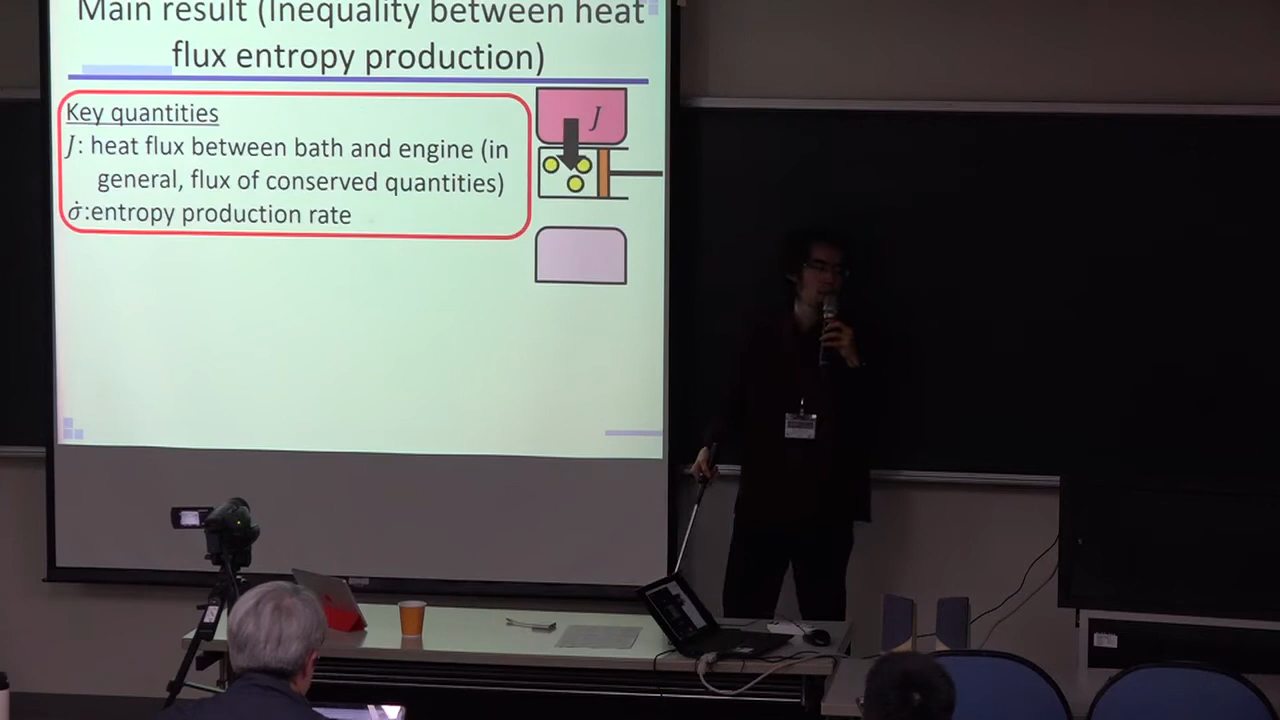 Main result (Inequality between heat
flux entropy production)
Key quantities
J: heat flux between bath and engine (in
general, flux of conserved quantities)
σ̇:entropy production rate
J